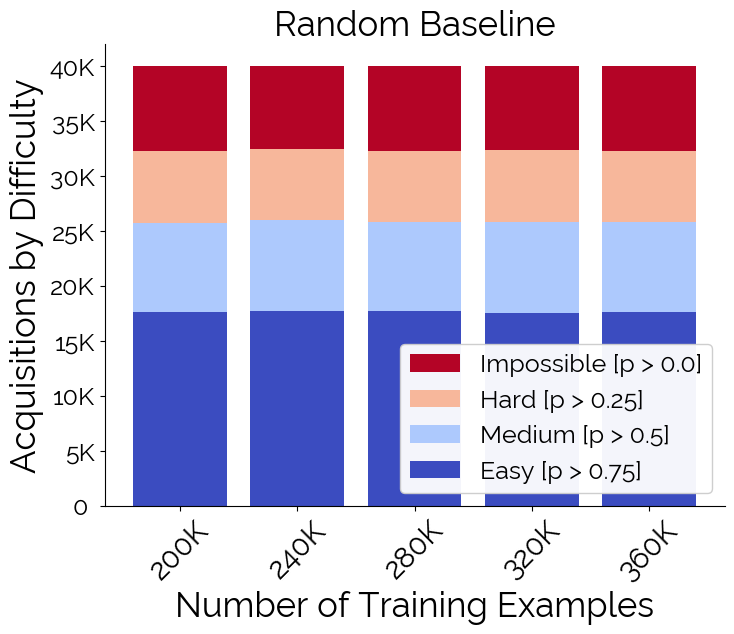 Random Baseline
Acquisitions by Difficulty
40K
35K
30K
25K
20K
15K
10K
5K
0
Impossible [p > 0.0]
Hard [p > 0.25]
Medium [p > 0.5]
Easy [p > 0.75]
200K
240K
280K
320K
360K
Number of Training Examples